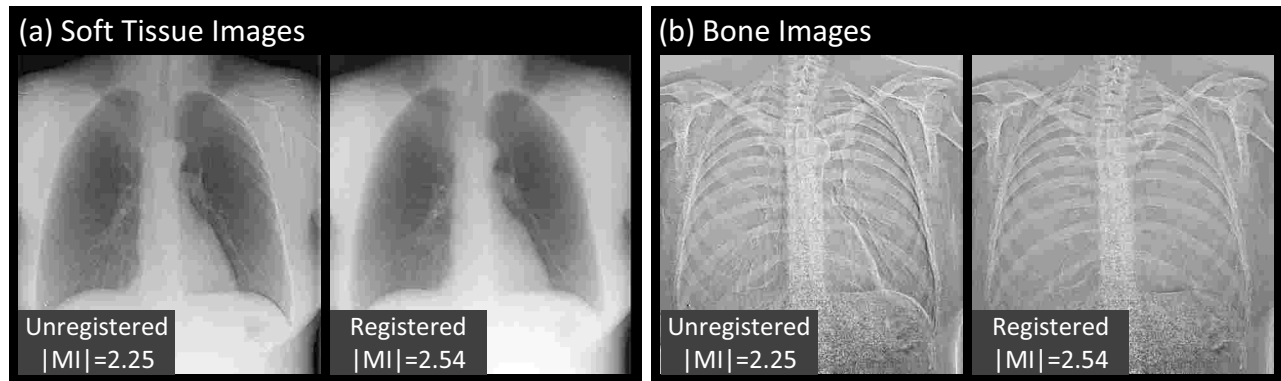 (a) Soft Tissue Images
Unregistered
|MI|=2.25
Registered
|MI|=2.54
(b) Bone Images
Unregistered
|MI|=2.25
Registered
|MI|=2.54